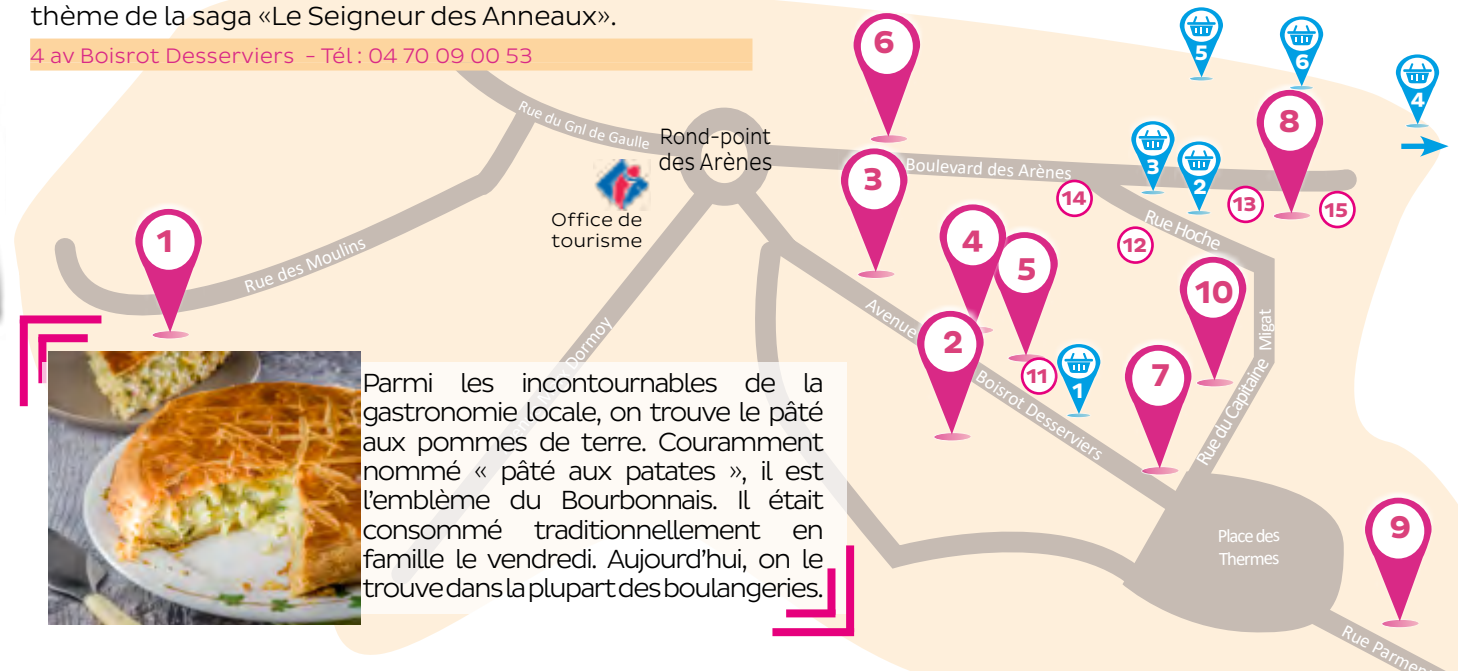 thème de la saga «Le Seigneur des Anneaux».
4 av Boisrot Desserviers - Tél : 04 70 09 00 53
5
6
6
4
Rue du Gnl de Gaulle
Rond-point
des Arènes
8
Boulevard des Arènes
3
3
2
14
13
15
Office de
tourisme
1
Rue des Moulins
4
5
12
Rue Hoche
10
Avenue
Boisrot Desserviers
2
11
1
7
Rue du Capitaine Migat
Dormoy
Parmi les incontournables de la
gastronomie locale, on trouve le pâté
aux pommes de terre. Couramment
nommé « pâté aux patates », il est
l'emblème du Bourbonnais. Il était
consommé traditionnellement en
famille le vendredi. Aujourd'hui, on le
trouve dans la plupart des boulangeries.
Place des
Thermes
9
Rue